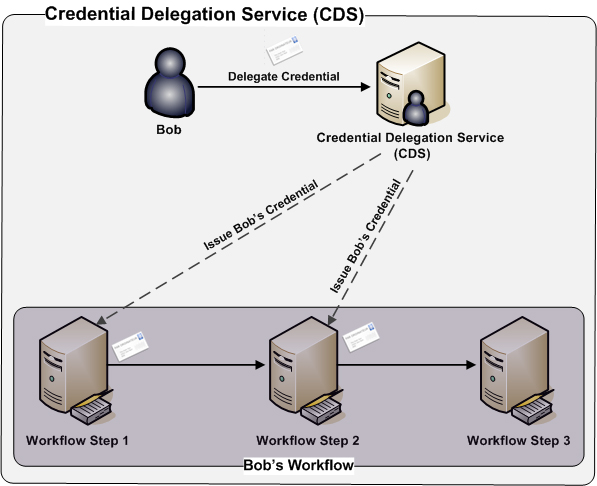 Credential Delegation Service (CDS)
Delegate Credential
Bob
Credential Delegation Service
(CDS)
Issue Bob's Credential
Issue Bob's Credential
Workflow Step 1
Workflow Step 2
Workflow Step 3
Bob's Workflow